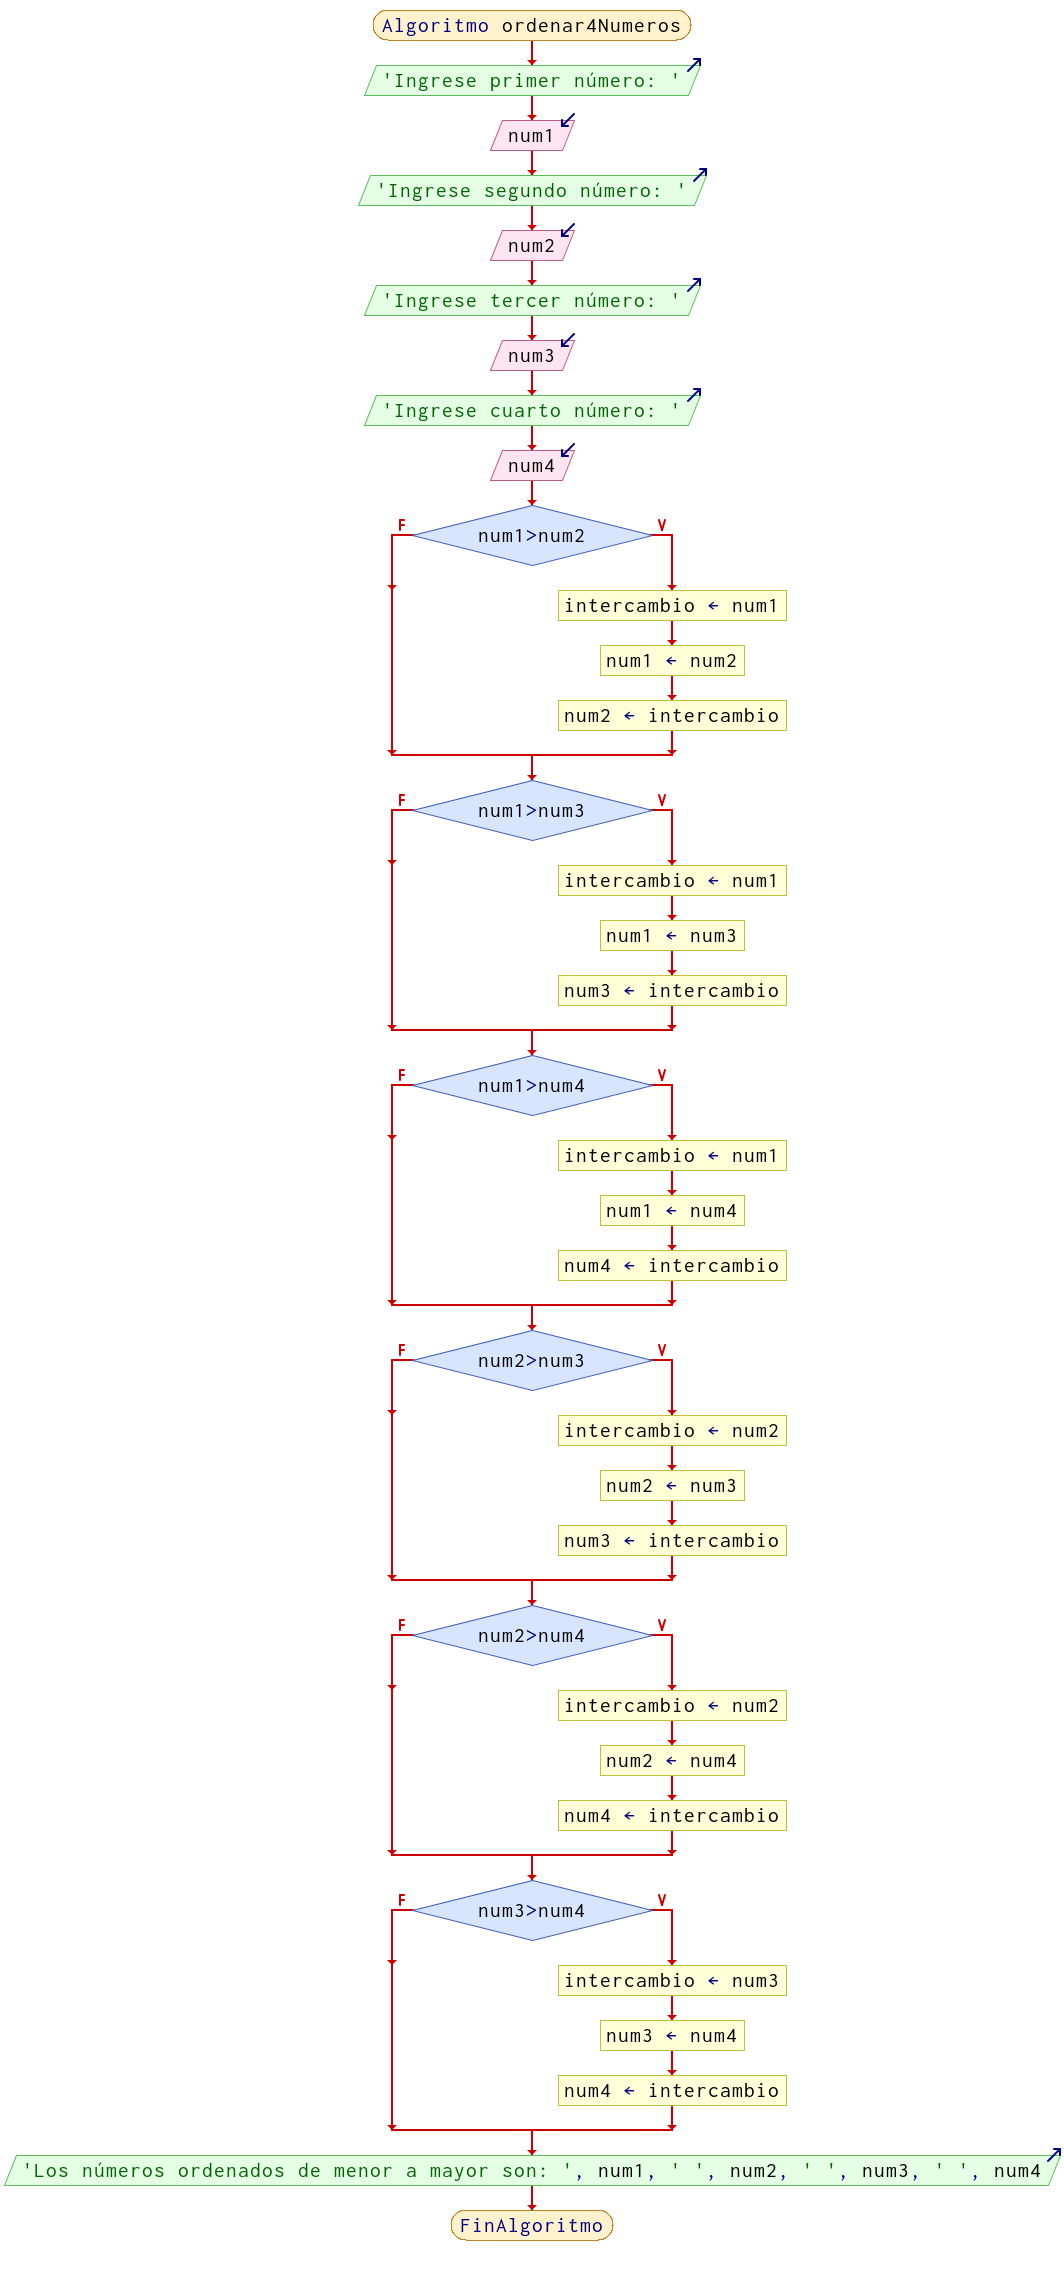 Algoritmo ordenar4Numeros
'Ingrese primer número: '
num1
'Ingrese segundo número: '
num2
'Ingrese tercer número: '
num3
'Ingrese cuarto número: '
num4
F
num1>num2
V
intercambio ← num1
num1 ← num2
num2 ← intercambio
F
num1>num3
V
intercambio ← num1
num1 ← num3
num3 ← intercambio
F
num1>num4
V
intercambio ← num1
num1 ← num4
num4 ← intercambio
F
num2>num3
V
intercambio ← num2
num2 ← num3
num3 ← intercambio
F
num2>num4
V
intercambio ← num2
num2 ← num4
num4 ← intercambio
F
num3>num4
V
intercambio ← num3
num3 ← num4
num4 ← intercambio
'Los números ordenados de menor a mayor son: ', num1, ' ', num2, ' ', num3, ' ', num4
FinAlgoritmo